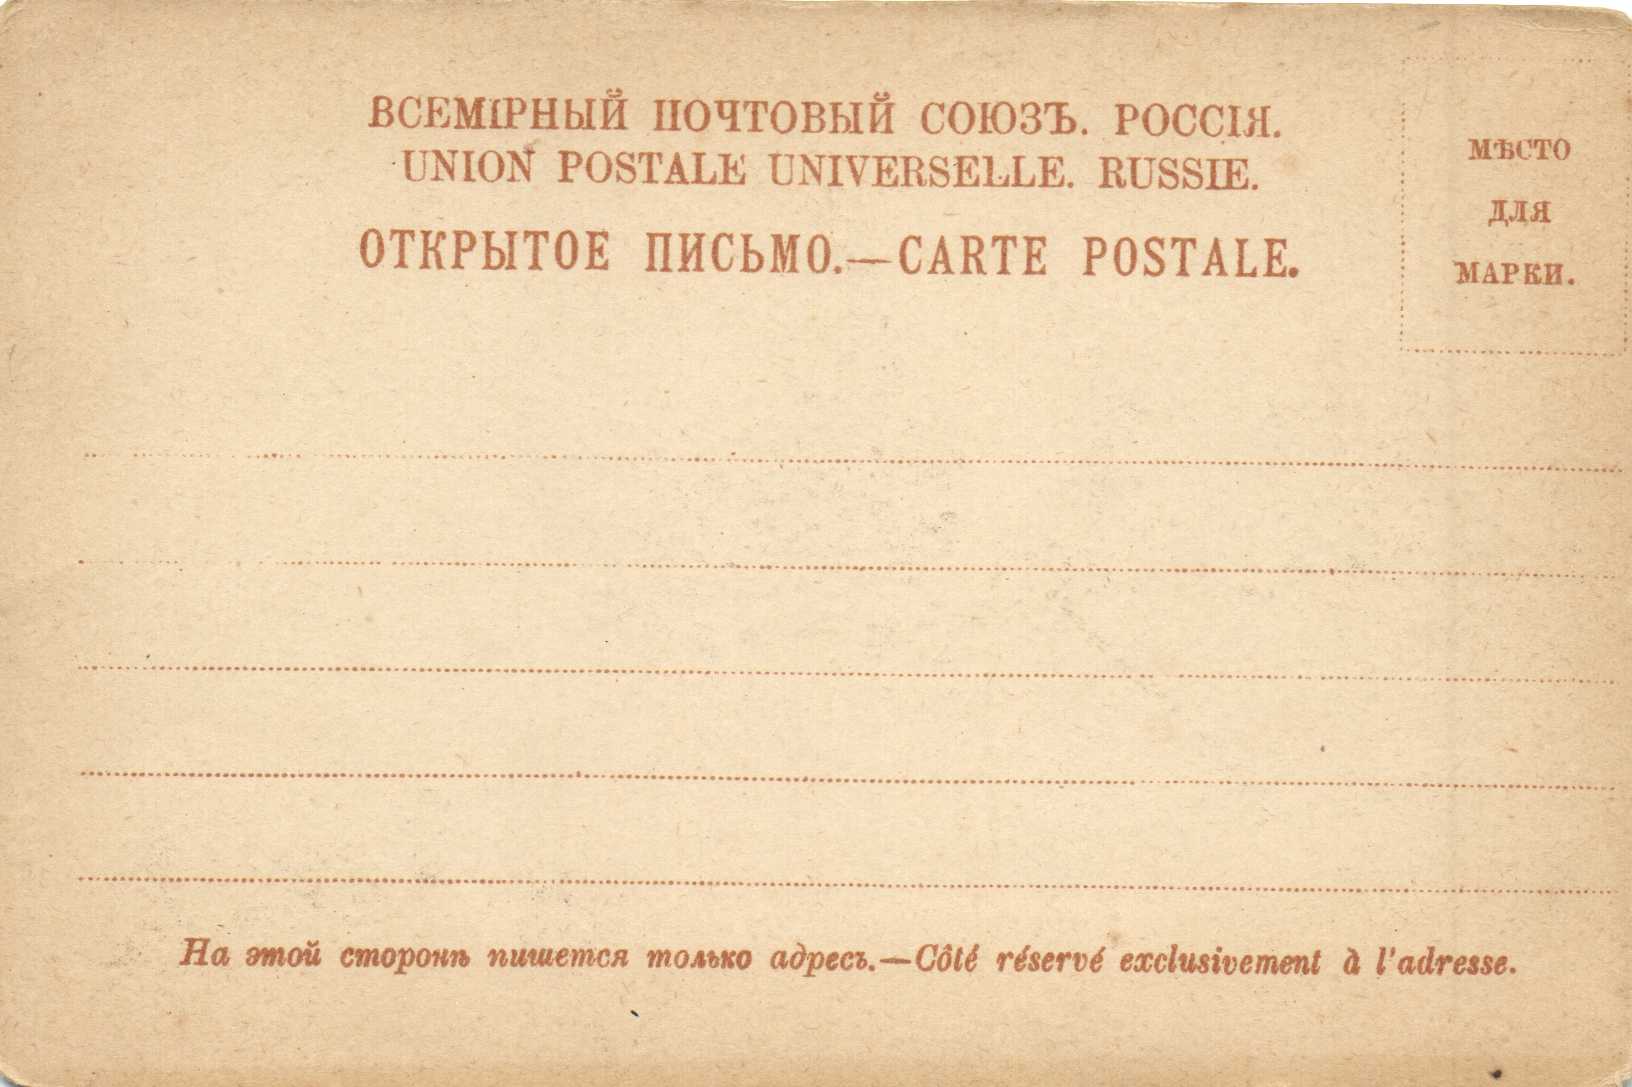 ВСЕМІРНЫЙ ПОЧТОВЫЙ СОЮЗЪ. РОССІЯ.
UNION POSTALE UNIVERSELLE. RUSSIE.
ОТКРЫТОЕ ПИСЬМО.—CARTE POSTALE.
МѢСТО
ДЛЯ
МАРКИ.
На этой сторонѣ пишется только адресъ.—Côté réservé exclusivement à l'adresse.